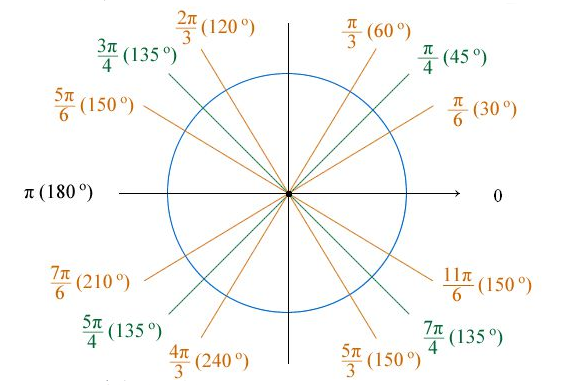 2π/3 (120 °)
π/3 (60 °)
3π/4 (135 °)
π/4 (45 °)
5π/6 (150 °)
π/6 (30 °)
π (180 °)
0
7π/6 (210 °)
11π/6 (150 °)
5π/4 (135 °)
7π/4 (135 °)
4π/3 (240 °)
5π/3 (150 °)